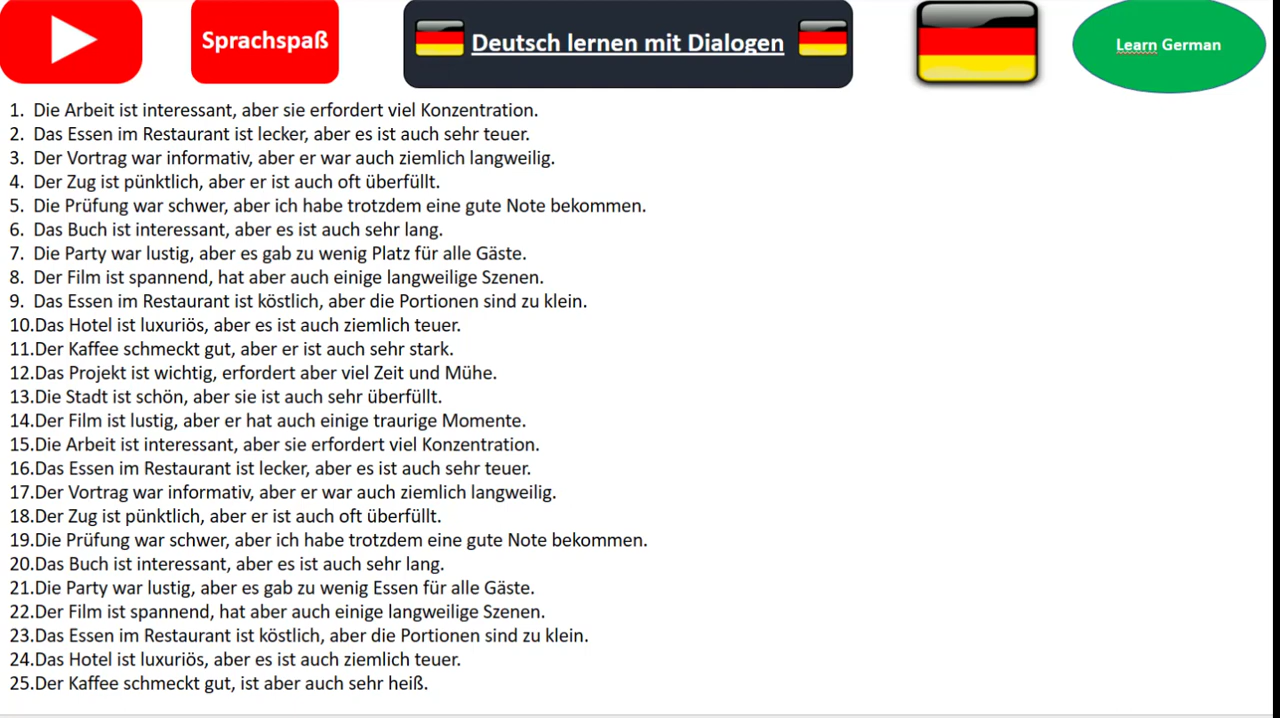 Sprachspaß
Deutsch lernen mit Dialogen
Learn German
1. Die Arbeit ist interessant, aber sie erfordert viel Konzentration.
2. Das Essen im Restaurant ist lecker, aber es ist auch sehr teuer.
3. Der Vortrag war informativ, aber er war auch ziemlich langweilig.
4. Der Zug ist pünktlich, aber er ist auch oft überfüllt.
5. Die Prüfung war schwer, aber ich habe trotzdem eine gute Note bekommen.
6. Das Buch ist interessant, aber es ist auch sehr lang.
7. Die Party war lustig, aber es gab zu wenig Platz für alle Gäste.
8. Der Film ist spannend, hat aber auch einige langweilige Szenen.
9. Das Essen im Restaurant ist köstlich, aber die Portionen sind zu klein.
10.Das Hotel ist luxuriös, aber es ist auch ziemlich teuer.
11.Der Kaffee schmeckt gut, aber er ist auch sehr stark.
12.Das Projekt ist wichtig, erfordert aber viel Zeit und Mühe.
13.Die Stadt ist schön, aber sie ist auch sehr überfüllt.
14.Der Film ist lustig, aber er hat auch einige traurige Momente.
15.Die Arbeit ist interessant, aber sie erfordert viel Konzentration.
16.Das Essen im Restaurant ist lecker, aber es ist auch sehr teuer.
17.Der Vortrag war informativ, aber er war auch ziemlich langweilig.
18.Der Zug ist pünktlich, aber er ist auch oft überfüllt.
19.Die Prüfung war schwer, aber ich habe trotzdem eine gute Note bekommen.
20.Das Buch ist interessant, aber es ist auch sehr lang.
21.Die Party war lustig, aber es gab zu wenig Essen für alle Gäste.
22.Der Film ist spannend, hat aber auch einige langweilige Szenen.
23.Das Essen im Restaurant ist köstlich, aber die Portionen sind zu klein.
24.Das Hotel ist luxuriös, aber es ist auch ziemlich teuer.
25.Der Kaffee schmeckt gut, ist aber auch sehr heiß.